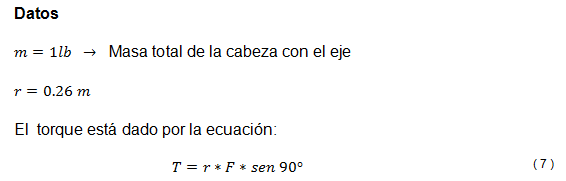 Datos
m = 1lb → Masa total de la cabeza con el eje
r = 0.26 m
El torque está dado por la ecuación:
T = r * F * sen 90° (7)